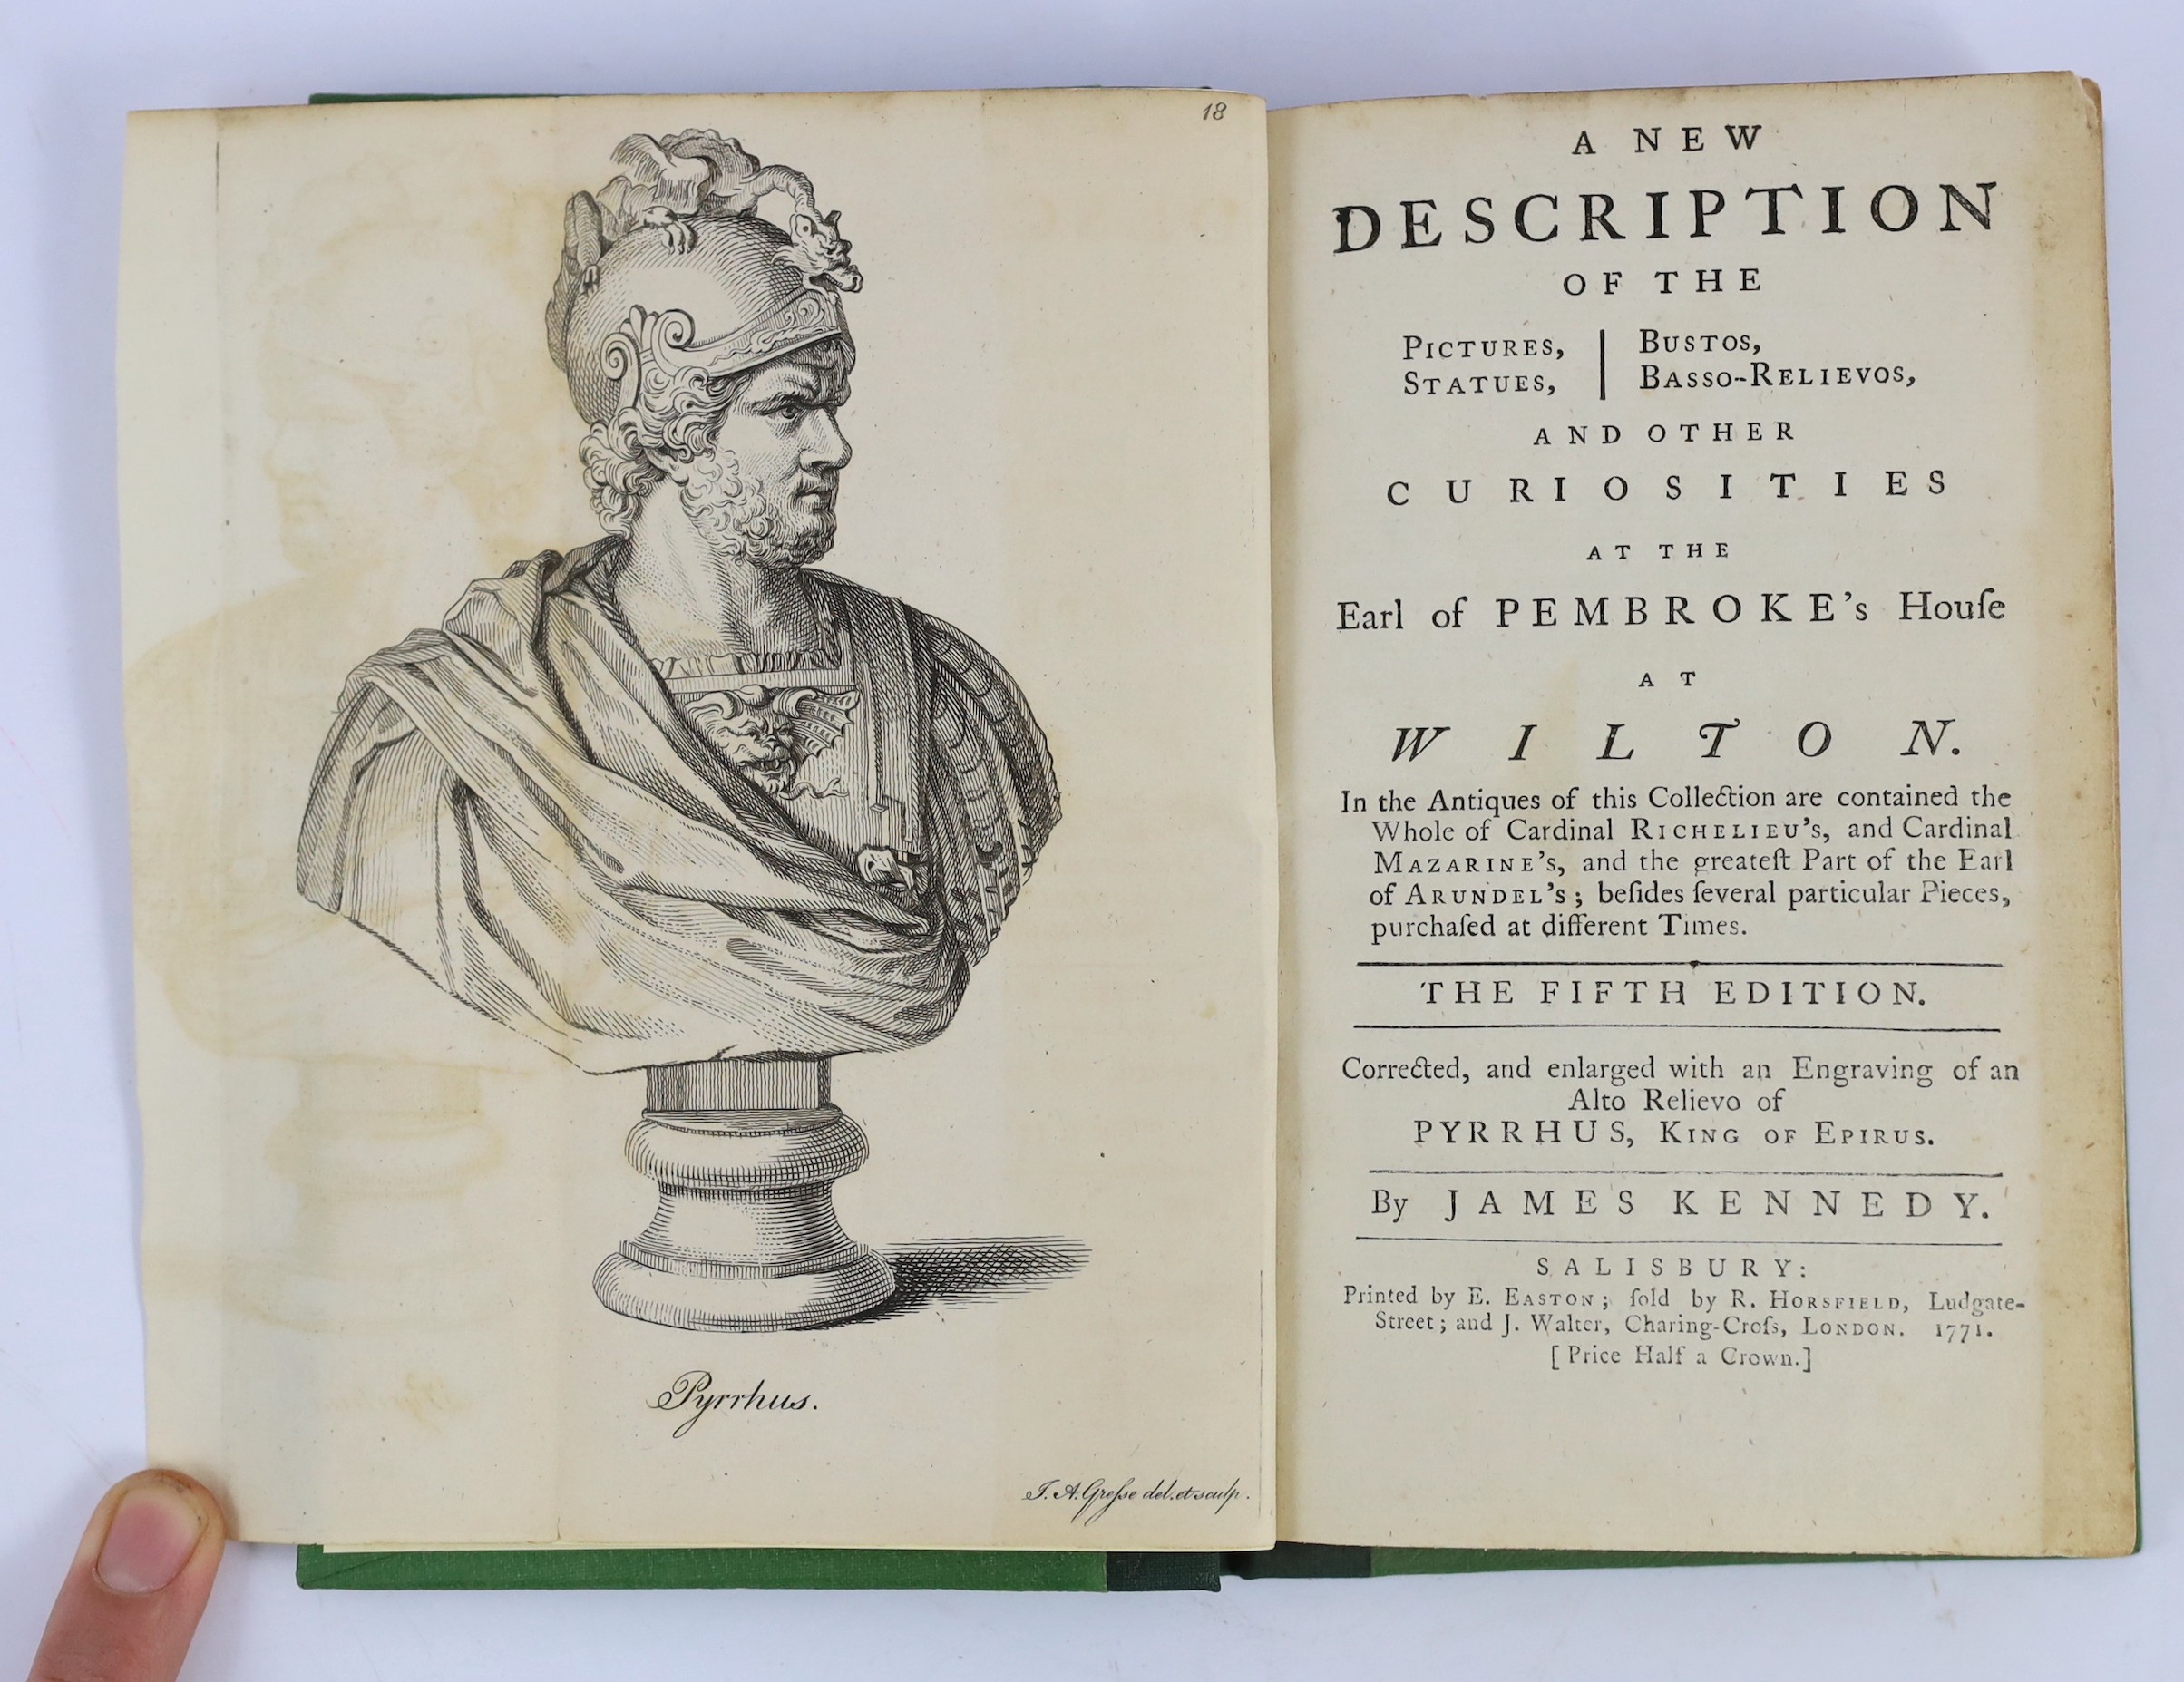 18
Pyrrhus.
J. A. Greſse del. et sculp.
A NEW
DESCRIPTION
OF THE
PICTURES, | BUSTOS,
STATUES, | BASSO-RELIEVOS,
AND OTHER
CURIOSITIES
AT THE
Earl of PEMBROKE's Houſe
AT
WILTON.
In the Antiques of this Collection are contained the
Whole of Cardinal RICHELIEU's, and Cardinal
MAZARINE's, and the greateſt Part of the Earl
of ARUNDEL's; beſides ſeveral particular Pieces,
purchaſed at different Times.
THE FIFTH EDITION.
Corrected, and enlarged with an Engraving of an
Alto Relievo of
PYRRHUS, KING OF EPIRUS.
By JAMES KENNEDY.
SALISBURY:
Printed by E. EASTON; ſold by R. HORSFIELD, Ludgate-
Street; and J. Walter, Charing-Croſs, LONDON. 1771.
[Price Half a Crown.]